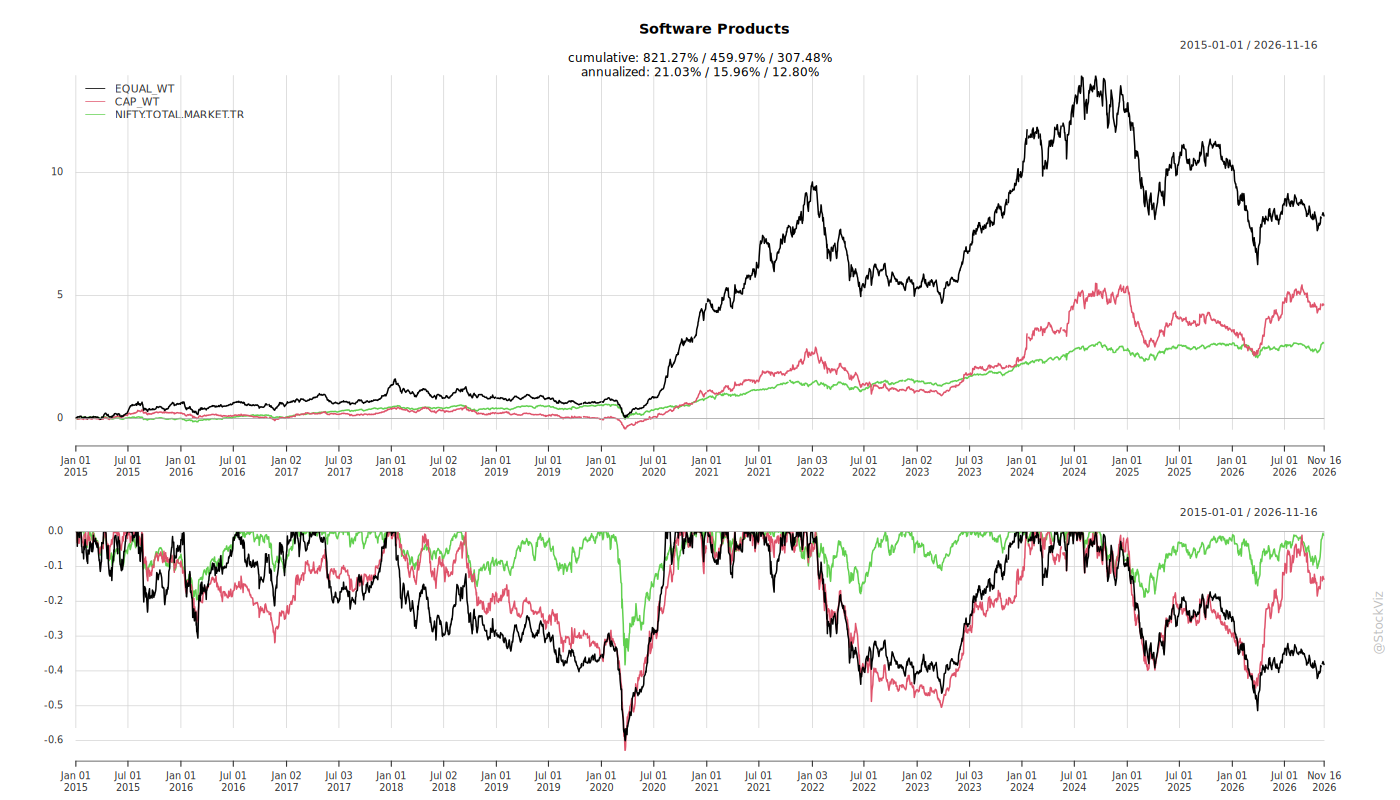 Software Products
2015-01-01 / 2026-11-16
cumulative: 821.27% / 459.97% / 307.48%
annualized: 21.03% / 15.96% / 12.80%
EQUAL_WT
CAP_WT
NIFTY.TOTAL.MARKET.TR
10
5
0
Jan 01 Jul 01 Jan 01 Jul 01 Jan 02 Jul 03 Jan 01 Jul 02 Jan 01 Jul 01 Jan 01 Jul 01 Jan 01 Jul 01 Jan 03 Jul 01 Jan 02 Jul 03 Jan 01 Jul 01 Jan 01 Jul 01 Jan 01 Jul 01 Nov 16
2015 2015 2016 2016 2017 2017 2018 2018 2019 2019 2020 2020 2021 2021 2022 2022 2023 2023 2024 2024 2025 2025 2026 2026 2026
2015-01-01 / 2026-11-16
0.0
-0.1
-0.2
-0.3
-0.4
-0.5
-0.6
Jan 01 Jul 01 Jan 01 Jul 01 Jan 02 Jul 03 Jan 01 Jul 02 Jan 01 Jul 01 Jan 01 Jul 01 Jan 01 Jul 01 Jan 03 Jul 01 Jan 02 Jul 03 Jan 01 Jul 01 Jan 01 Jul 01 Jan 01 Jul 01 Nov 16
2015 2015 2016 2016 2017 2017 2018 2018 2019 2019 2020 2020 2021 2021 2022 2022 2023 2023 2024 2024 2025 2025 2026 2026 2026
@StockViz